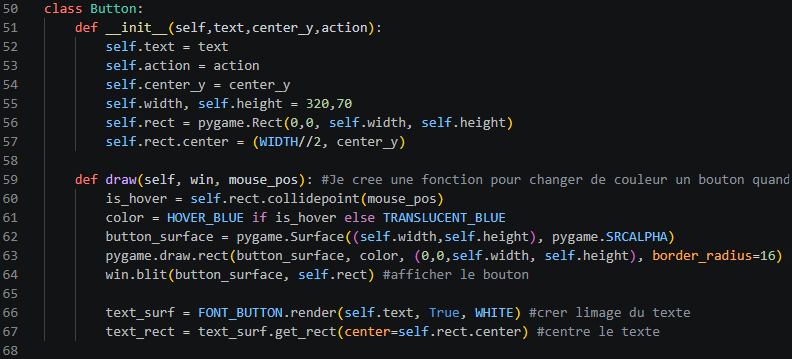 50 class Button:
51     def __init__(self,text,center_y,action):
52         self.text = text
53         self.action = action
54         self.center_y = center_y
55         self.width, self.height = 320,70
56         self.rect = pygame.Rect(0,0, self.width, self.height)
57         self.rect.center = (WIDTH//2, center_y)
58
59     def draw(self, win, mouse_pos): #Je cree une fonction pour changer de couleur un bouton quand
60         is_hover = self.rect.collidepoint(mouse_pos)
61         color = HOVER_BLUE if is_hover else TRANSLUCENT_BLUE
62         button_surface = pygame.Surface((self.width,self.height), pygame.SRCALPHA)
63         pygame.draw.rect(button_surface, color, (0,0,self.width, self.height), border_radius=16)
64         win.blit(button_surface, self.rect) #afficher le bouton
65
66         text_surf = FONT_BUTTON.render(self.text, True, WHITE) #crer limage du texte
67         text_rect = text_surf.get_rect(center=self.rect.center) #centre le texte
68